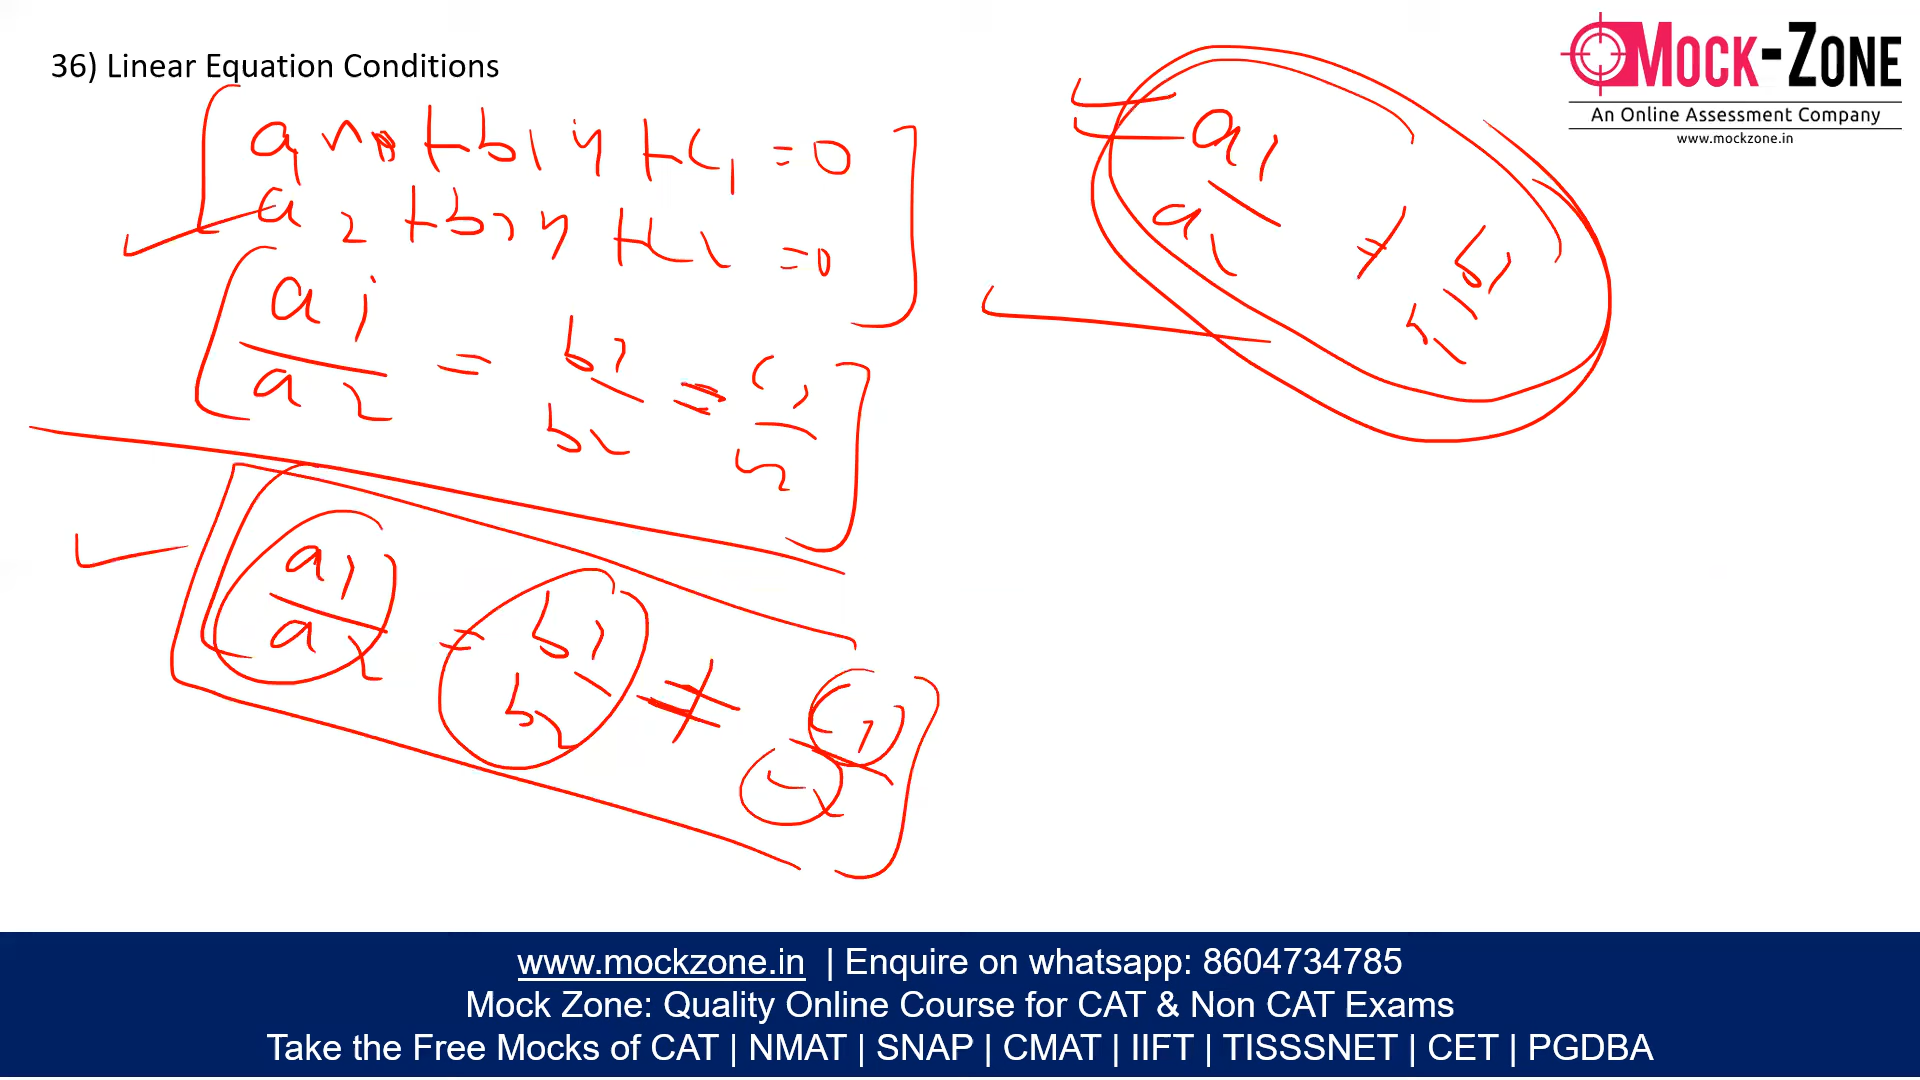 36) Linear Equation Conditions
MOCK-ZONE
An Online Assessment Company
www.mockzone.in
+ b1y + c1 = 0
a2 + b2y + c2 = 0
a1/a2 = b1/b2 = c1/c2
a1/a2 = b1/b2 ≠ c1/c2
a1/a2 ≠ b1/b2
www.mockzone.in | Enquire on whatsapp: 8604734785
Mock Zone: Quality Online Course for CAT & Non CAT Exams
Take the Free Mocks of CAT | NMAT | SNAP | CMAT | IIFT | TISSSNET | CET | PGDBA